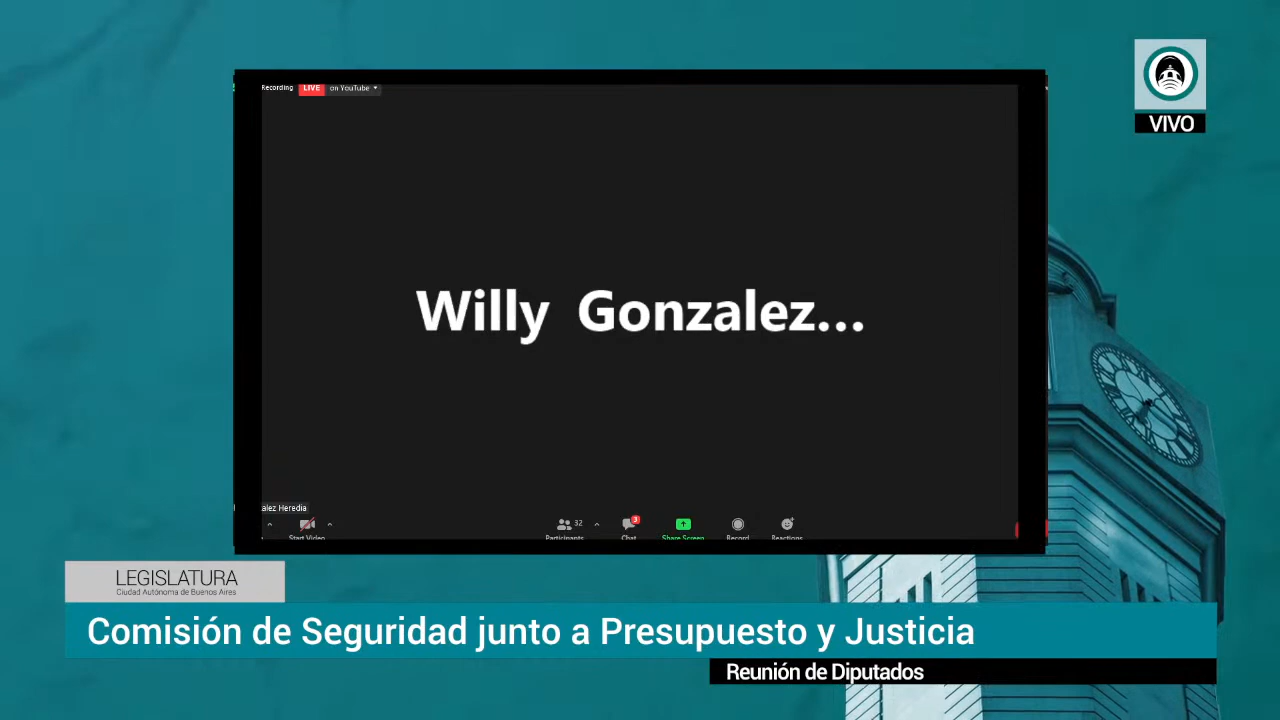 Recording LIVE on YouTube
VIVO
Willy Gonzalez...
alez Heredia
32
3
Start Video
Participants
Chat
Share Screen
Record
Reactions
LEGISLATURA
Ciudad Autónoma de Buenos Aires
Comisión de Seguridad junto a Presupuesto y Justicia
Reunión de Diputados